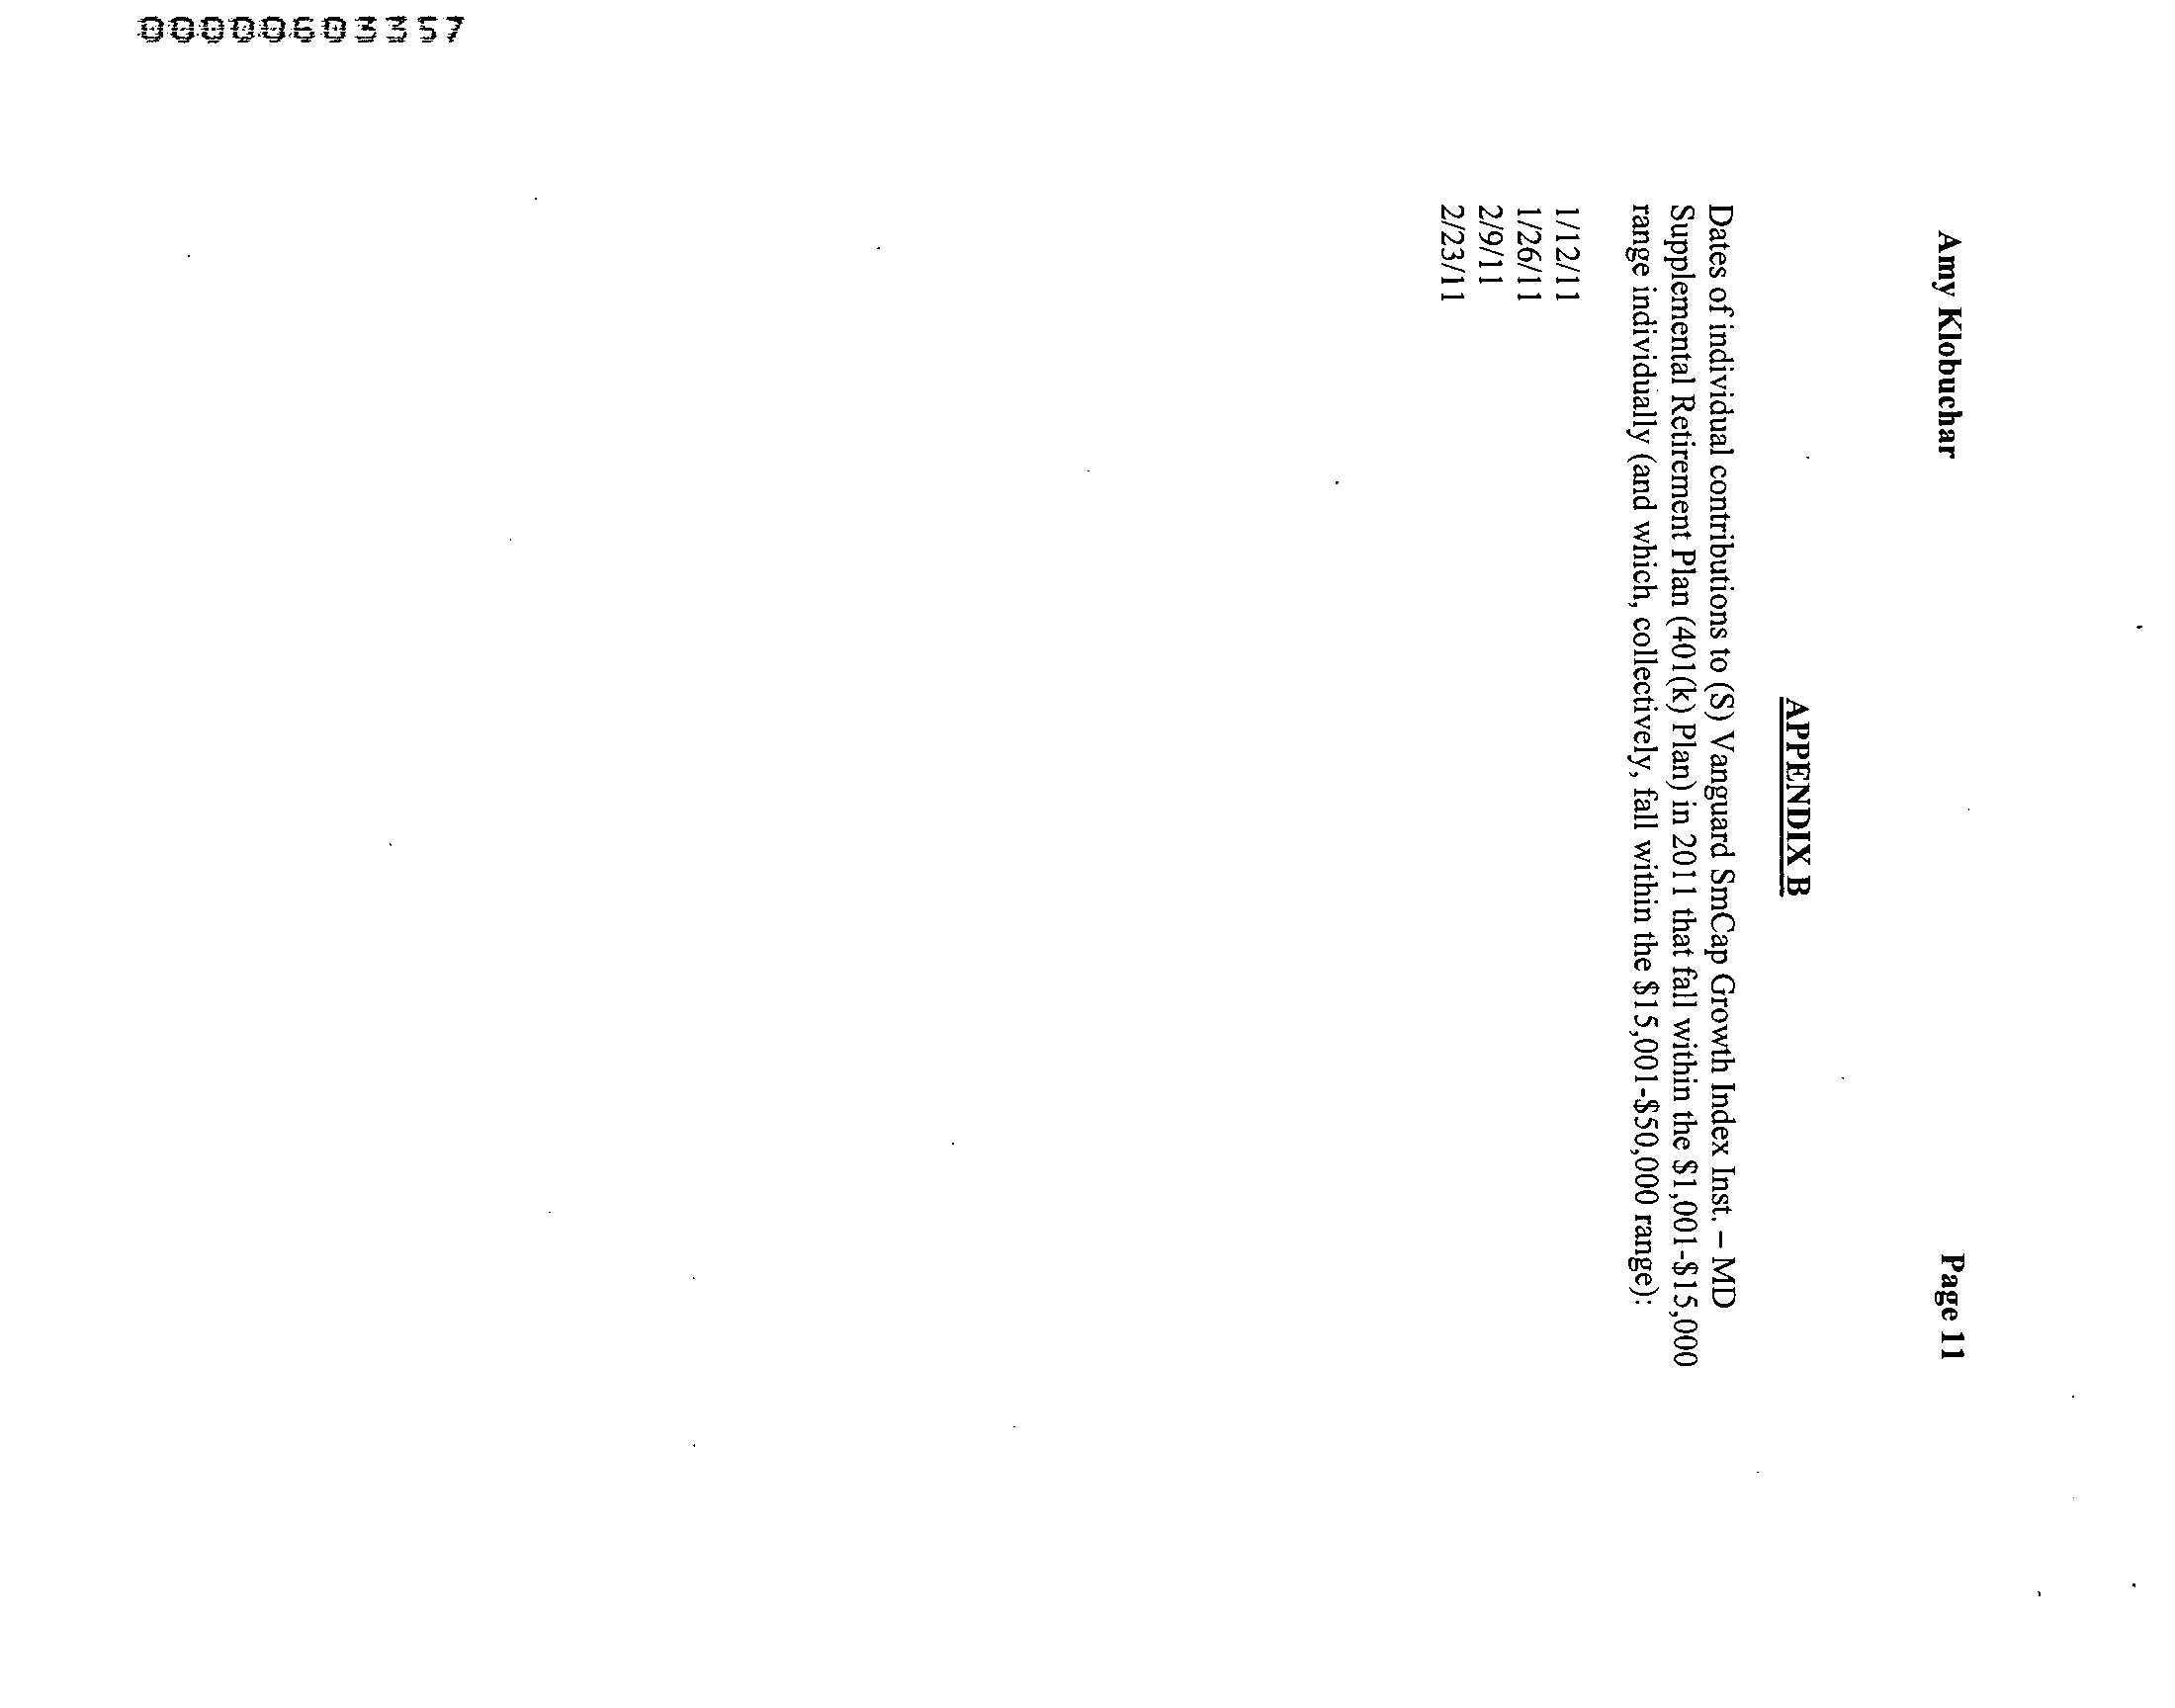 00000603357
Amy Klobuchar Page 11
APPENDIX B
Dates of individual contributions to (S) Vanguard SmCap Growth Index Inst. – MD
Supplemental Retirement Plan (401(k) Plan) in 2011 that fall within the $1,001-$15,000
range individually (and which, collectively, fall within the $15,001-$50,000 range):
1/12/11
1/26/11
2/9/11
2/23/11